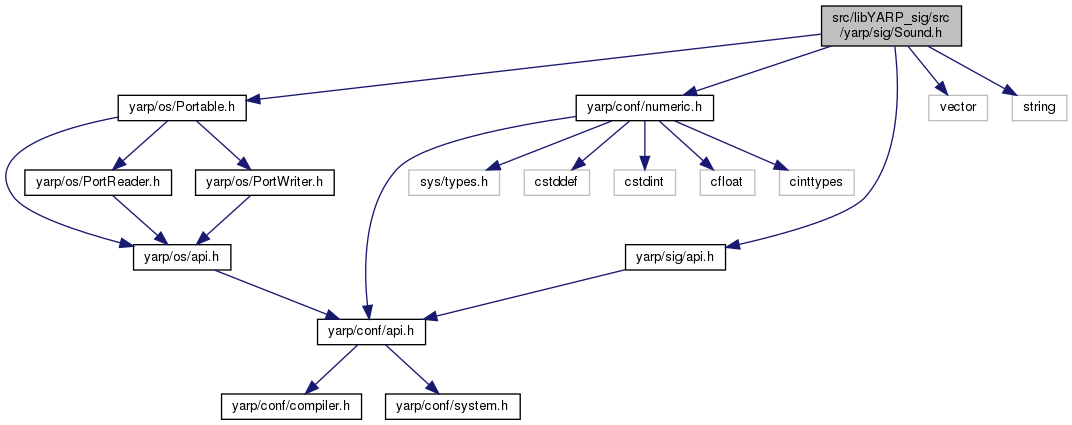 src/libYARP_sig/src
/yarp/sig/Sound.h
yarp/os/Portable.h
yarp/conf/numeric.h
vector
string
yarp/os/PortReader.h
yarp/os/PortWriter.h
sys/types.h
cstddef
cstdint
cfloat
cinttypes
yarp/os/api.h
yarp/sig/api.h
yarp/conf/api.h
yarp/conf/compiler.h
yarp/conf/system.h